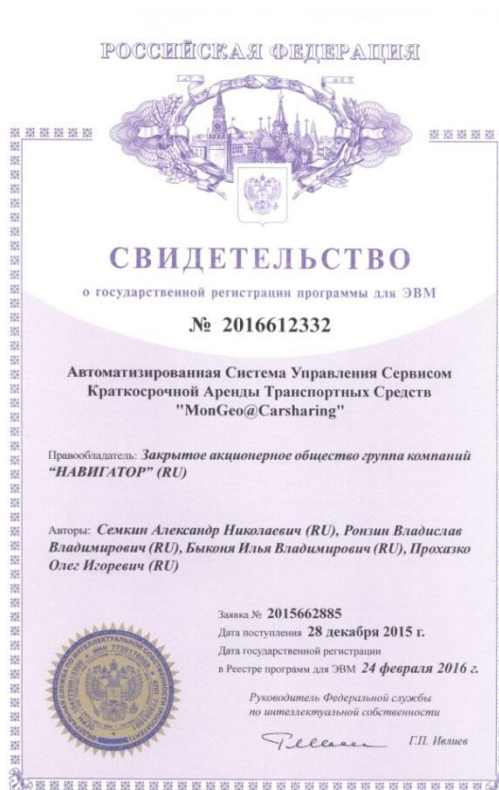 РОССИЙСКАЯ ФЕДЕРАЦИЯ
СВИДЕТЕЛЬСТВО
о государственной регистрации программы для ЭВМ
№ 2016612332
Автоматизированная Система Управления Сервисом
Краткосрочной Аренды Транспортных Средств
"MonGeo@Carsharing"
Правообладатель: Закрытое акционерное общество группа компаний
“НАВИГАТОР” (RU)
Авторы: Семкин Александр Николаевич (RU), Ронзин Владислав
Владимирович (RU), Быконя Илья Владимирович (RU), Прохазко
Олег Игоревич (RU)
Заявка № 2015662885
Дата поступления 28 декабря 2015 г.
Дата государственной регистрации
в Реестре программ для ЭВМ 24 февраля 2016 г.
Руководитель Федеральной службы
по интеллектуальной собственности
Г.П. Ивлиев